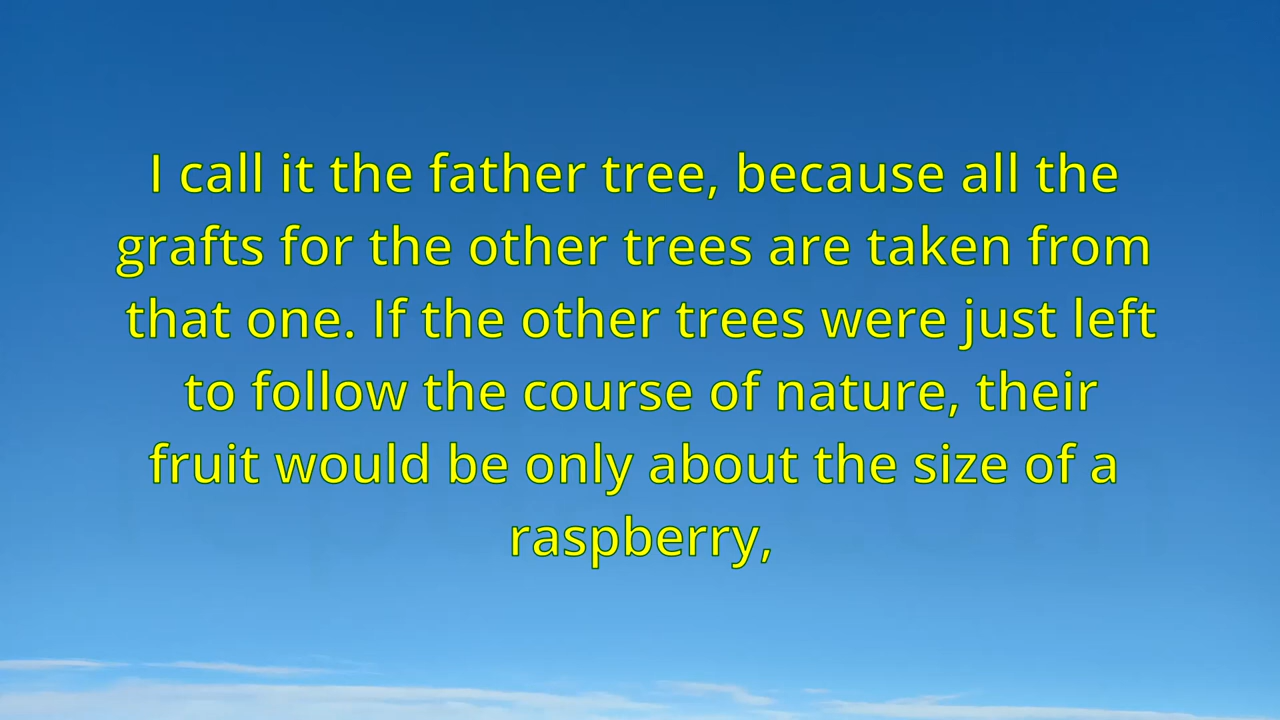 I call it the father tree, because all the
grafts for the other trees are taken from
that one. If the other trees were just left
to follow the course of nature, their
fruit would be only about the size of a
raspberry,